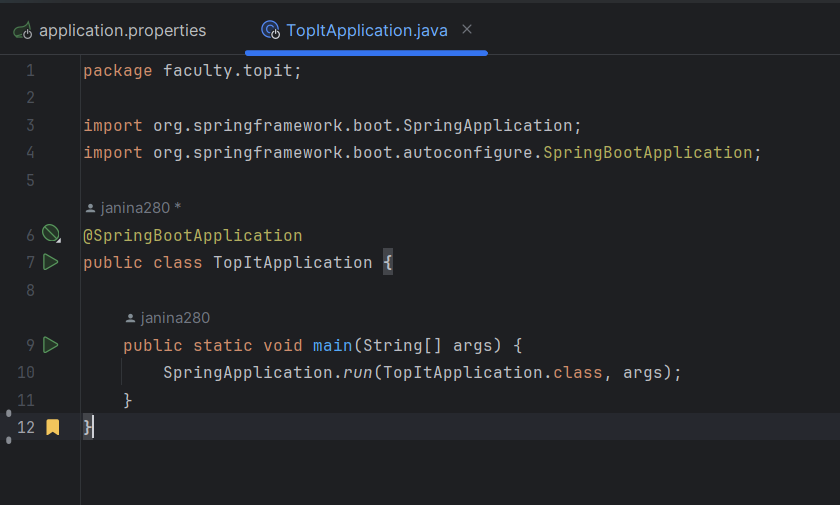 application.properties TopItApplication.java
1 package faculty.topit;
2
3 import org.springframework.boot.SpringApplication;
4 import org.springframework.boot.autoconfigure.SpringBootApplication;
5
janina280 *
6 @SpringBootApplication
7 public class TopItApplication {
8
janina280
9 public static void main(String[] args) {
10 SpringApplication.run(TopItApplication.class, args);
11 }
12 }